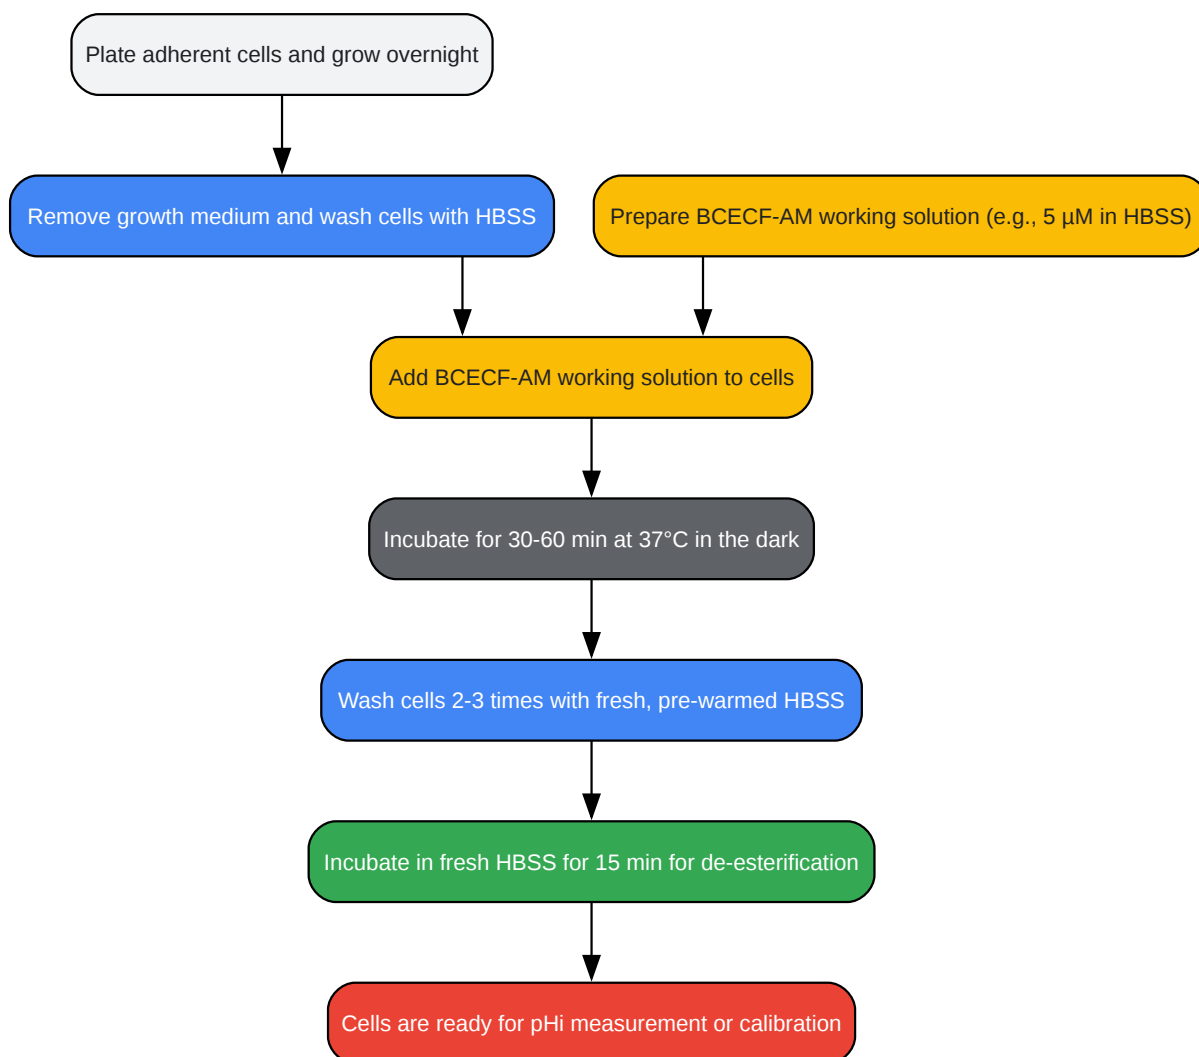 Plate adherent cells and grow overnight
Remove growth medium and wash cells with HBSS
Prepare BCECF-AM working solution (e.g., 5 µM in HBSS)
Add BCECF-AM working solution to cells
Incubate for 30-60 min at 37°C in the dark
Wash cells 2-3 times with fresh, pre-warmed HBSS
Incubate in fresh HBSS for 15 min for de-esterification
Cells are ready for pHi measurement or calibration